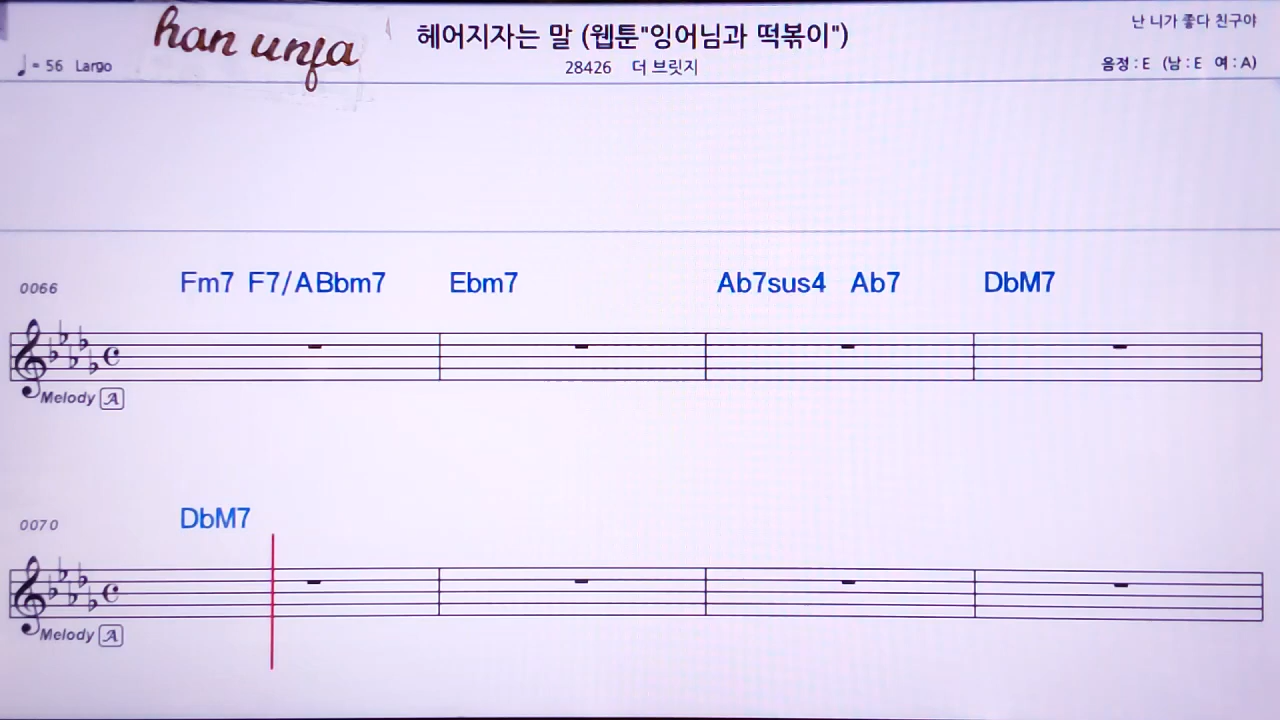 han unfa
헤어지자는 말 (웹툰"잉어님과 떡볶이")
난 니가 좋다 친구야
♩= 56 Largo
28426 더 브릿지
음정 : E (남 : E 여 : A)
0066 Fm7 F7/A Bbm7 Ebm7 Ab7sus4 Ab7 DbM7
Melody A
0070 DbM7
Melody A